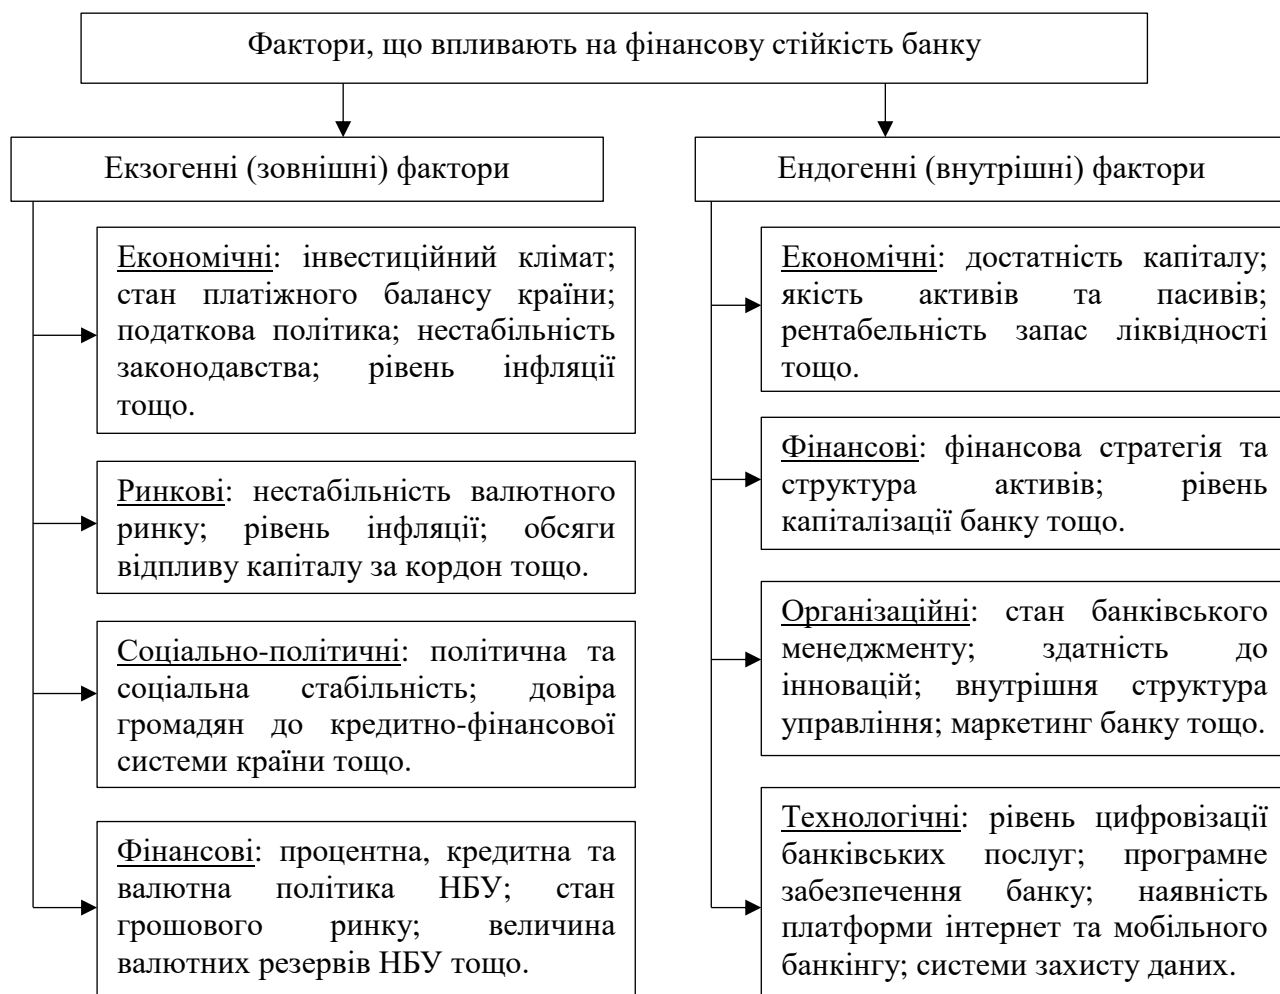 Фактори, що впливають на фінансову стійкість банку
Екзогенні (зовнішні) фактори
Економічні: інвестиційний клімат;
стан платіжного балансу країни;
податкова політика; нестабільність
законодавства; рівень інфляції
тощо.
Ринкові: нестабільність валютного
ринку; рівень інфляції; обсяги
відпливу капіталу за кордон тощо.
Соціально-політичні: політична та
соціальна стабільність; довіра
громадян до кредитно-фінансової
системи країни тощо.
Фінансові: процентна, кредитна та
валютна політика НБУ; стан
грошового ринку; величина
валютних резервів НБУ тощо.
Ендогенні (внутрішні) фактори
Економічні: достатність капіталу;
якість активів та пасивів;
рентабельність запас ліквідності
тощо.
Фінансові: фінансова стратегія та
структура активів; рівень
капіталізації банку тощо.
Організаційні: стан банківського
менеджменту; здатність до
інновацій; внутрішня структура
управління; маркетинг банку тощо.
Технологічні: рівень цифровізації
банківських послуг; програмне
забезпечення банку; наявність
платформи інтернет та мобільного
банкінгу; системи захисту даних.